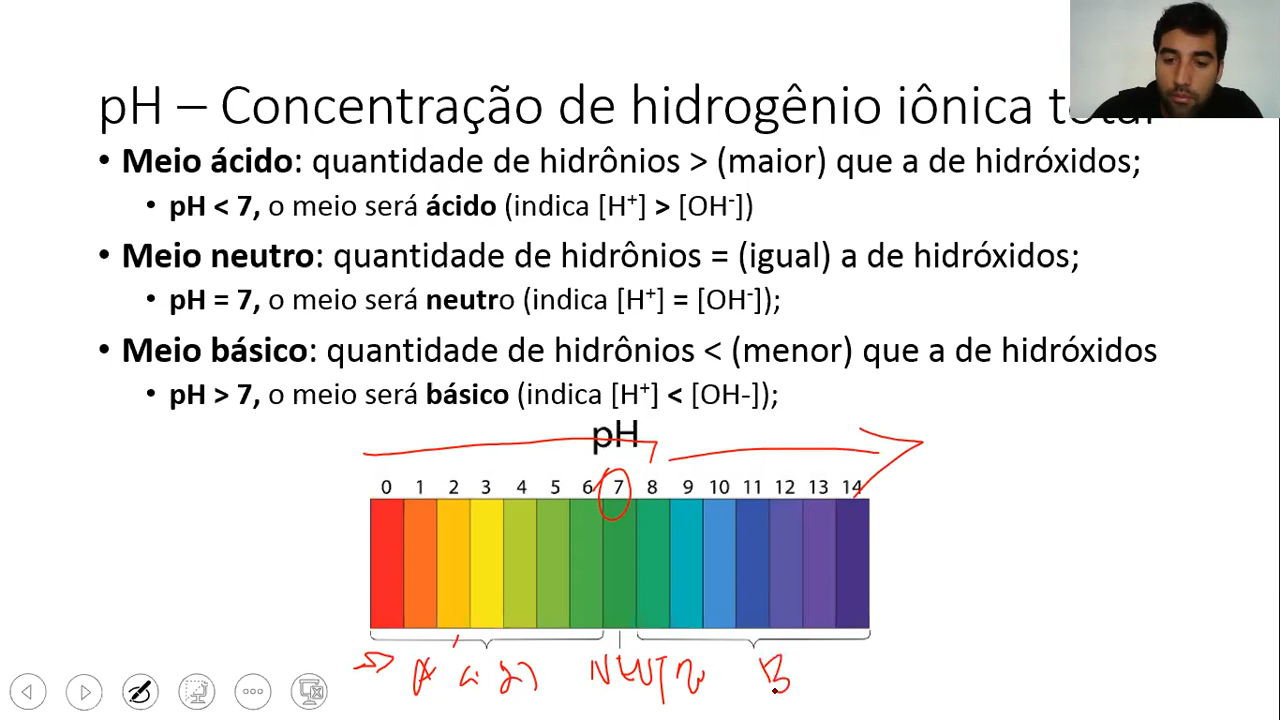 pH – Concentração de hidrogênio iônica total
• Meio ácido: quantidade de hidrônios > (maior) que a de hidróxidos;
• pH < 7, o meio será ácido (indica [H⁺] > [OH⁻])
• Meio neutro: quantidade de hidrônios = (igual) a de hidróxidos;
• pH = 7, o meio será neutro (indica [H⁺] = [OH⁻]);
• Meio básico: quantidade de hidrônios < (menor) que a de hidróxidos
• pH > 7, o meio será básico (indica [H⁺] < [OH-]);
pH
0 1 2 3 4 5 6 7 8 9 10 11 12 13 14
NEUTRO B